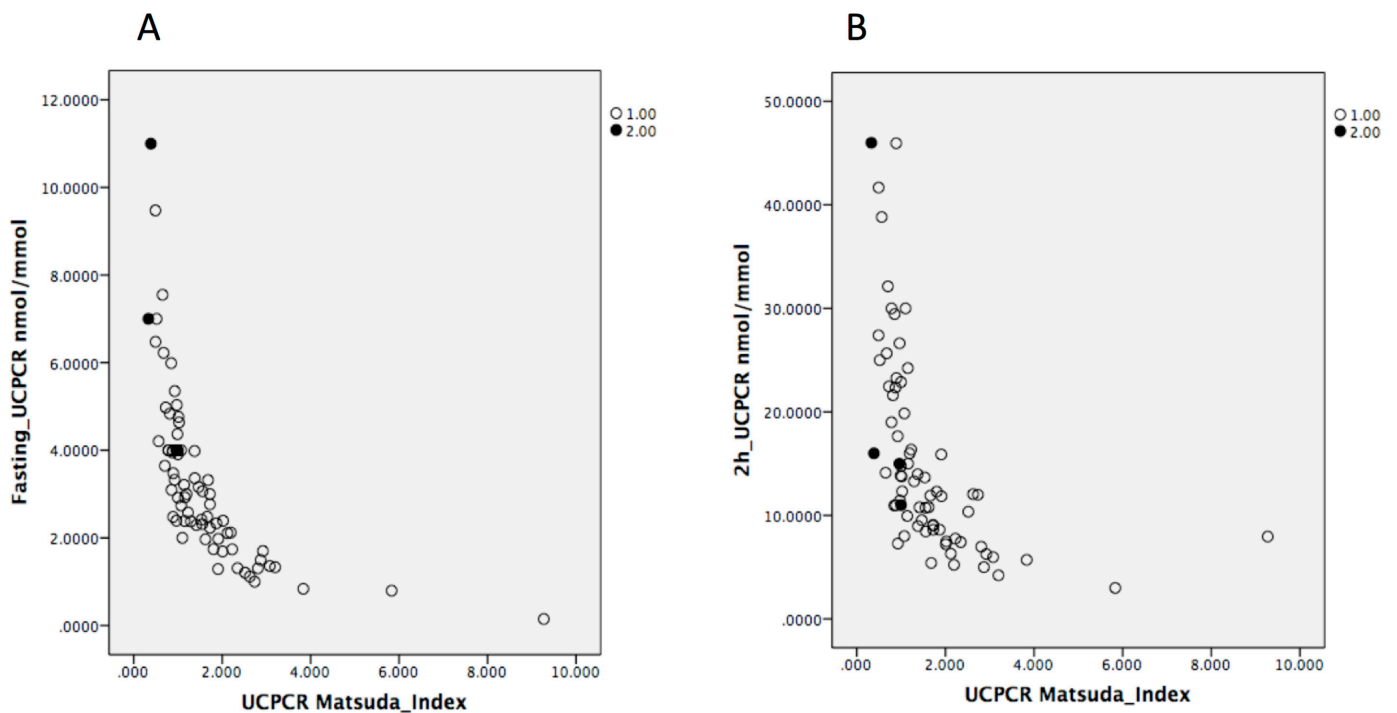 A
B
12.0000
10.0000
8.0000
6.0000
4.0000
2.0000
.0000
Fasting_UCPCR nmol/mmol
.000 2.000 4.000 6.000 8.000 10.000
UCPCR Matsuda_Index
1.00
2.00
50.0000
40.0000
30.0000
20.0000
10.0000
.0000
2h_UCPCR nmol/mmol
.000 2.000 4.000 6.000 8.000 10.000
UCPCR Matsuda_Index
1.00
2.00